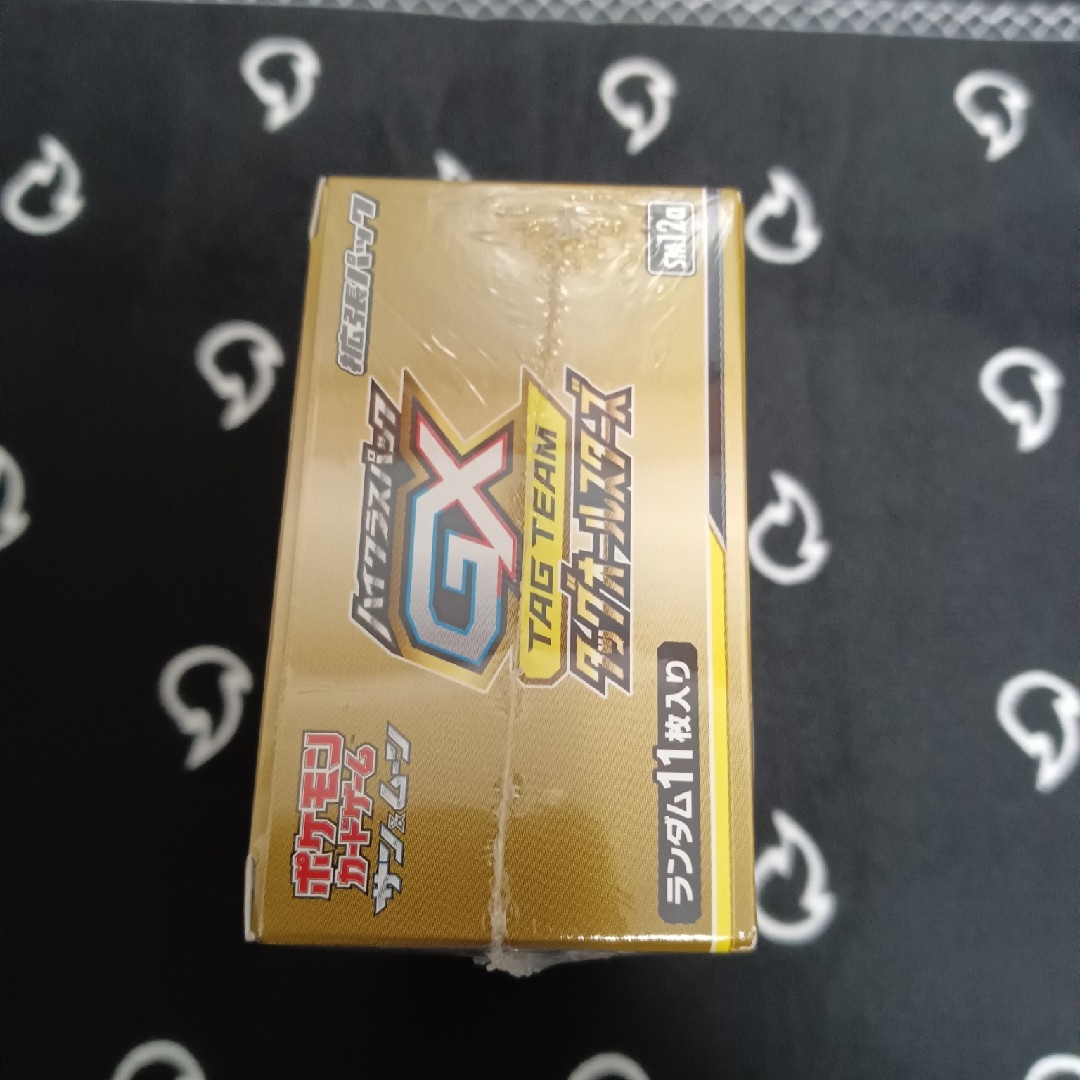 拡張パック
SM12a
ハイクラスパック
GX
TAG TEAM
タッグオールスターズ
ポケモン
カードゲーム
サン&ムーン
ランダム11枚入り